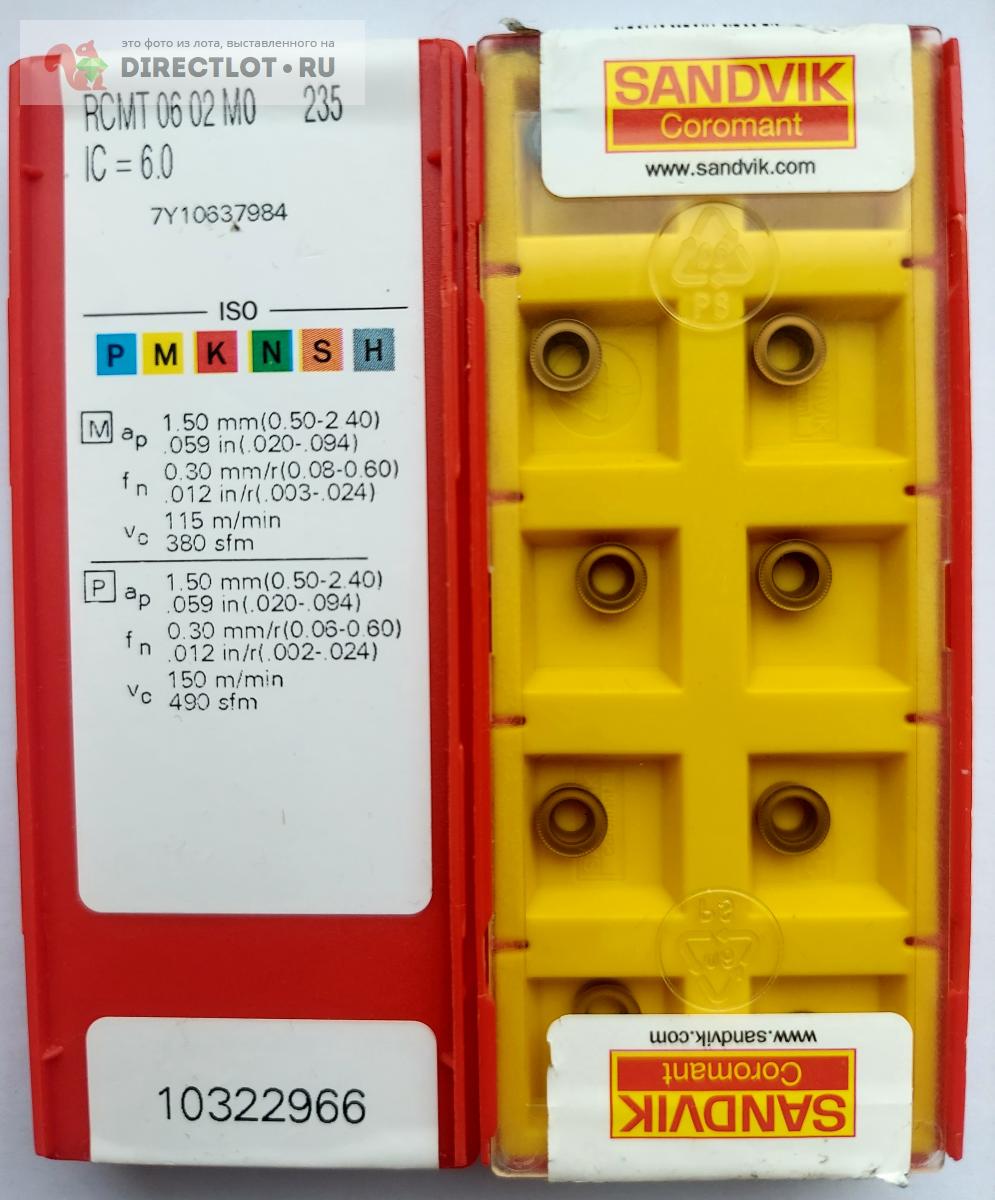 это фото из лота, выставленного на
DIRECTLOT•RU
RCMT 06 02 M0 235
IC = 6.0
7Y10637984
ISO
P M K N S H
M ap 1.50 mm(0.50-2.40)
.059 in(.020-.094)
fn 0.30 mm/r(0.08-0.60)
.012 in/r(.003-.024)
vc 115 m/min
380 sfm
P ap 1.50 mm(0.50-2.40)
.059 in(.020-.094)
fn 0.30 mm/r(0.06-0.60)
.012 in/r(.002-.024)
vc 150 m/min
490 sfm
10322966
SANDVIK
Coromant
www.sandvik.com
PS
PS
www.sandvik.com
Coromant
SANDVIK